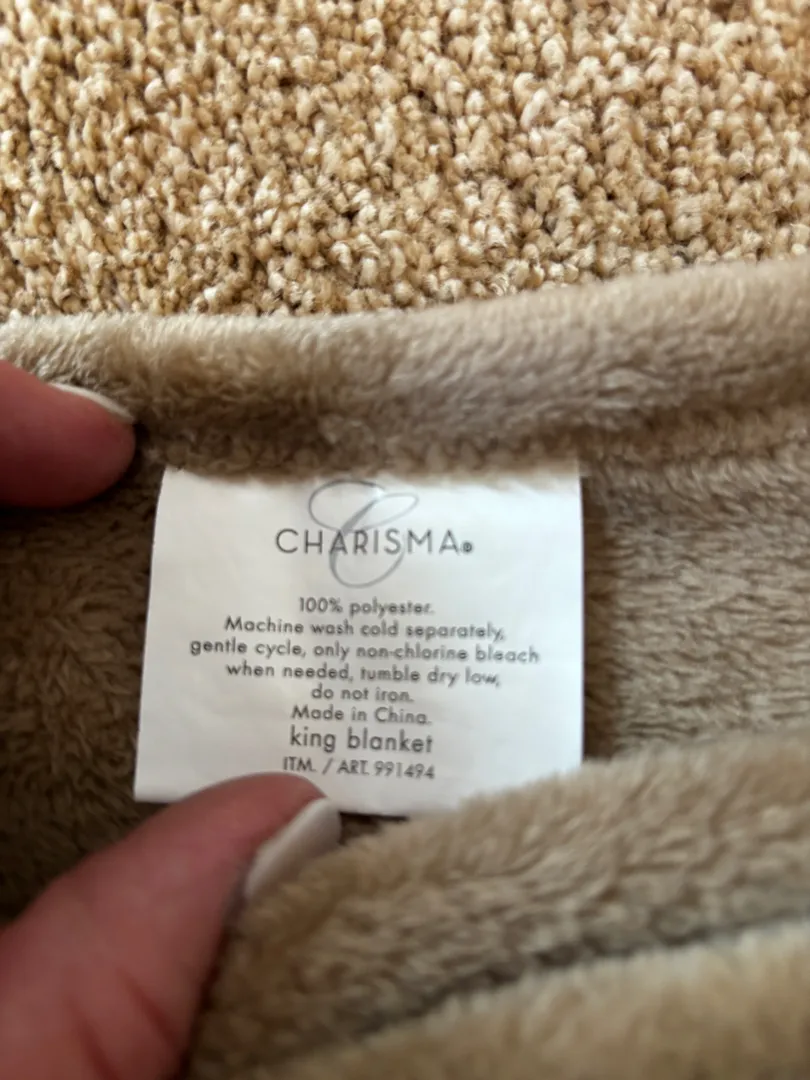 CHARISMA®
100% polyester.
Machine wash cold separately,
gentle cycle, only non-chlorine bleach
when needed, tumble dry low,
do not iron.
Made in China.
king blanket
ITM. / ART. 991494